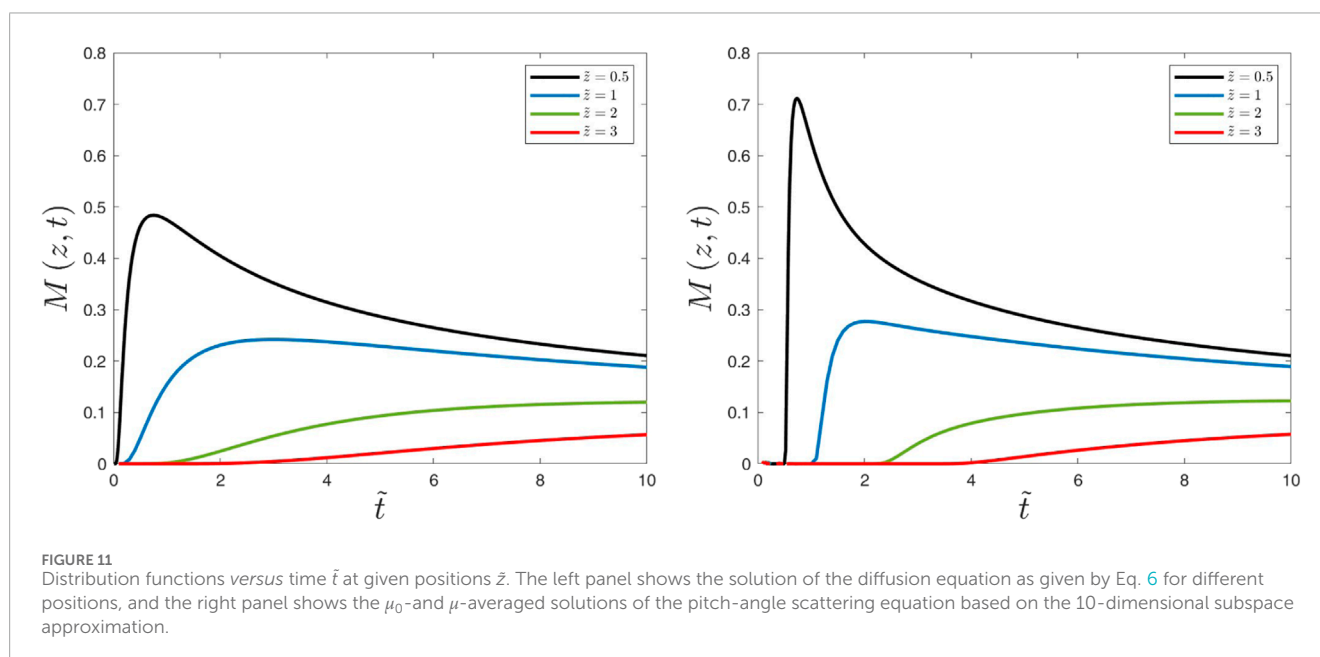 0.8
0.7
0.6
0.5
0.4
0.3
0.2
0.1
0
0 2 4 6 8 10
M (z, t)
t̃
z̃ = 0.5
z̃ = 1
z̃ = 2
z̃ = 3
0.8
0.7
0.6
0.5
0.4
0.3
0.2
0.1
0
0 2 4 6 8 10
M (z, t)
t̃
z̃ = 0.5
z̃ = 1
z̃ = 2
z̃ = 3
FIGURE 11
Distribution functions versus time t̃ at given positions z̃. The left panel shows the solution of the diffusion equation as given by Eq. 6 for different
positions, and the right panel shows the μ₀-and μ-averaged solutions of the pitch-angle scattering equation based on the 10-dimensional subspace
approximation.